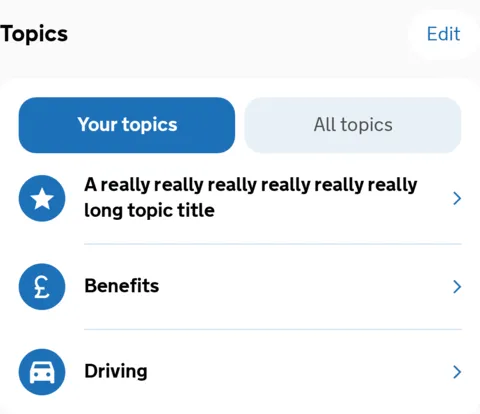 Topics
Edit
Your topics
All topics
A really really really really really really
long topic title
£
Benefits
Driving